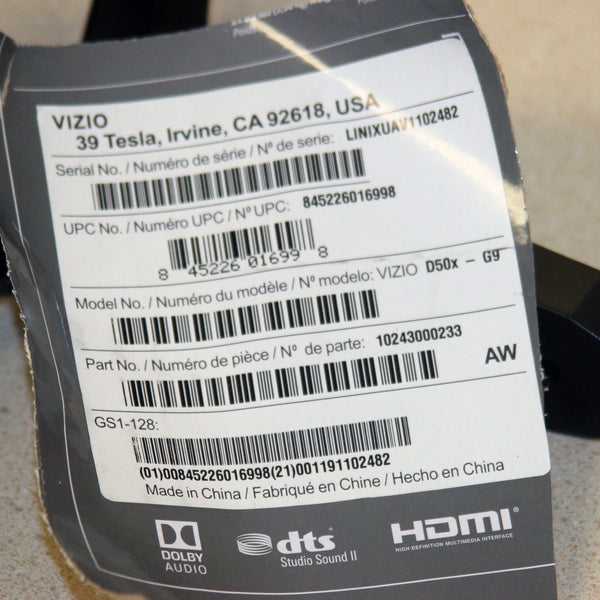 VIZIO
39 Tesla, Irvine, CA 92618, USA
Serial No. / Numéro de série / Nº de serie: LINIXUAV1102482
UPC No. / Numéro UPC / Nº UPC: 845226016998
8 45226 01699 8
Model No. / Numéro du modèle / Nº modelo: VIZIO D50x - G9
Part No. / Numéro de pièce / Nº de parte: 10243000233
AW
GS1-128:
(01)00845226016998(21)001191102482
Made in China / Fabriqué en Chine / Hecho en China
DOLBY
AUDIO
dts
Studio Sound II
HDMI®
HIGH DEFINITION MULTIMEDIA INTERFACE